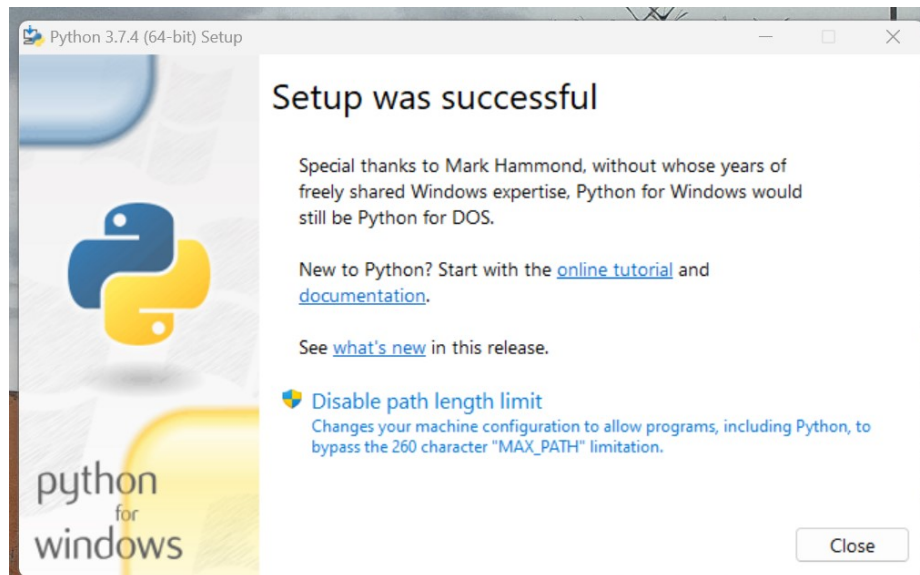 Python 3.7.4 (64-bit) Setup
Setup was successful
Special thanks to Mark Hammond, without whose years of
freely shared Windows expertise, Python for Windows would
still be Python for DOS.
New to Python? Start with the online tutorial and
documentation.
See what's new in this release.
Disable path length limit
Changes your machine configuration to allow programs, including Python, to
bypass the 260 character "MAX_PATH" limitation.
python
for
windows
Close